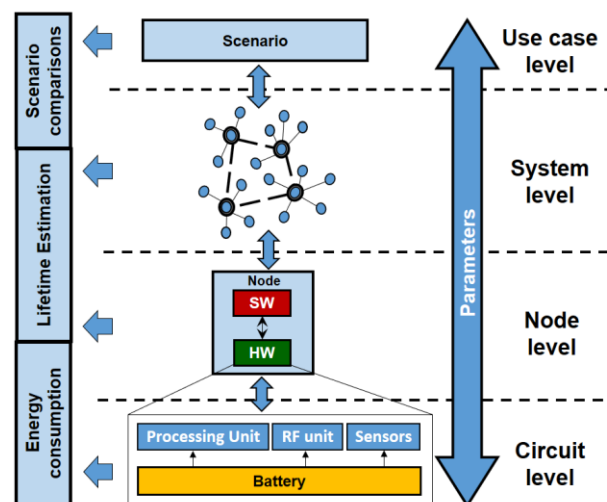 Scenario
comparisons
Lifetime Estimation
Energy
consumption
Scenario
Node
SW
HW
Processing Unit
RF unit
Sensors
Battery
Parameters
Use case
level
System
level
Node
level
Circuit
level